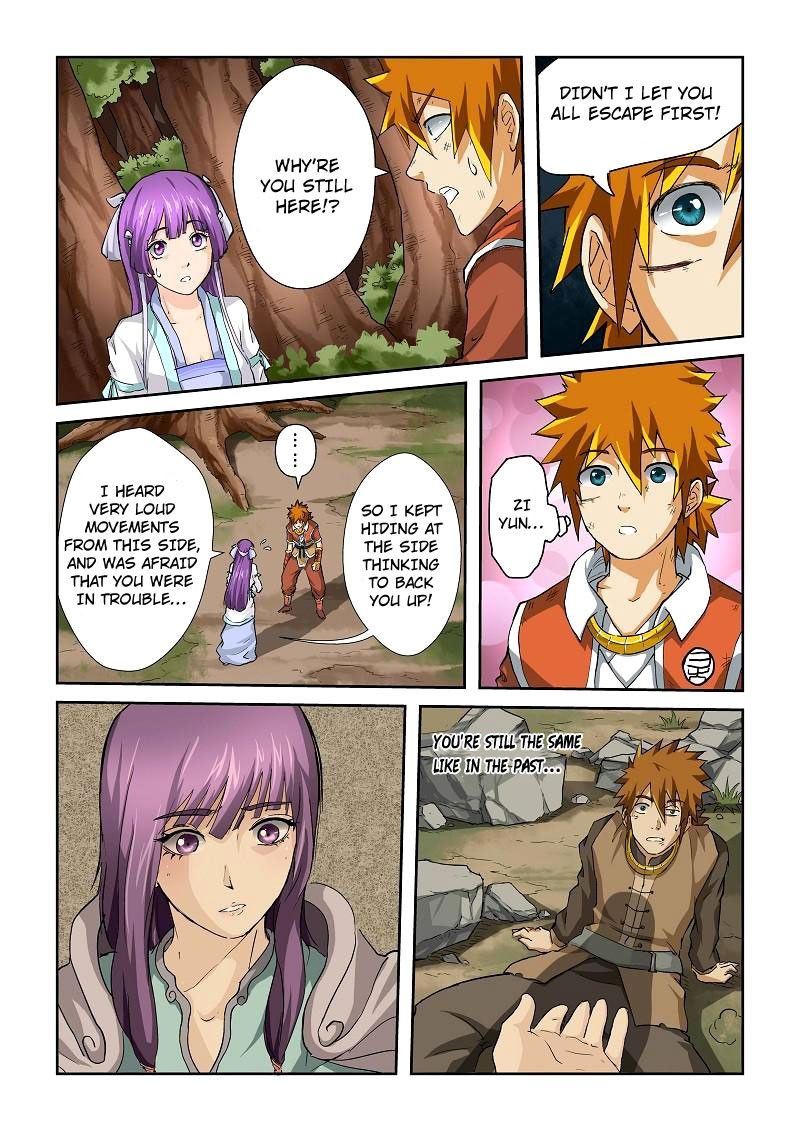 WHY'RE
YOU STILL
HERE!?
DIDN'T I LET YOU
ALL ESCAPE FIRST!
......
I HEARD
VERY LOUD
MOVEMENTS
FROM THIS SIDE,
AND WAS AFRAID
THAT YOU WERE
IN TROUBLE...
SO I KEPT
HIDING AT
THE SIDE
THINKING
TO BACK
YOU UP!
ZI
YUN...
YOU'RE STILL THE SAME
LIKE IN THE PAST...